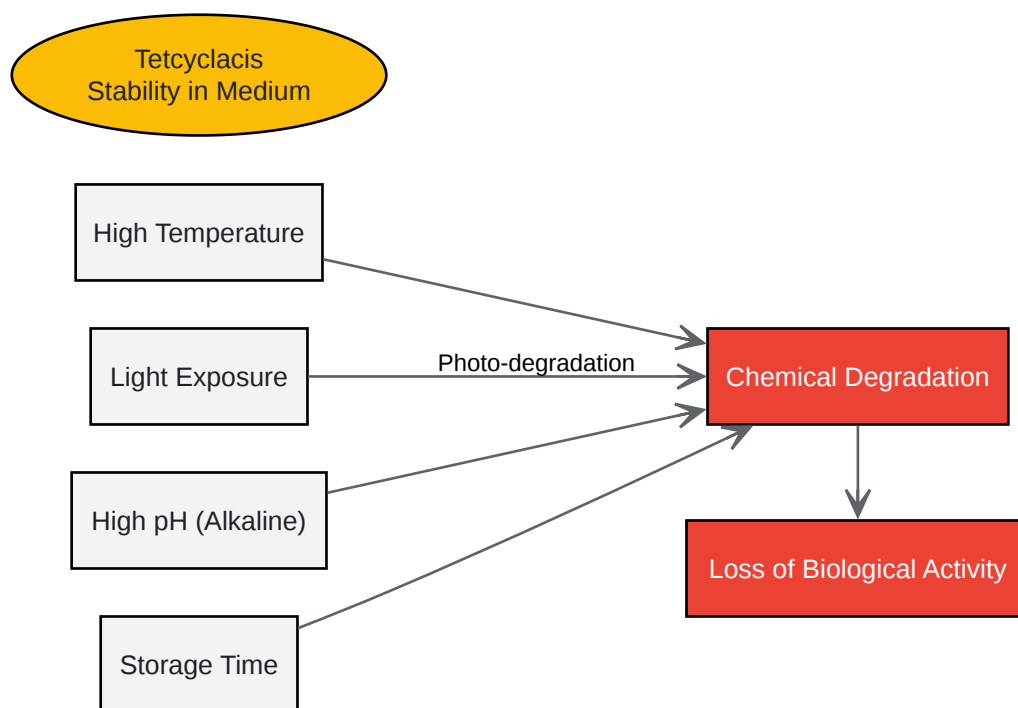 Tetcyclacis
Stability in Medium
High Temperature
Light Exposure
Photo-degradation
Chemical Degradation
High pH (Alkaline)
Loss of Biological Activity
Storage Time